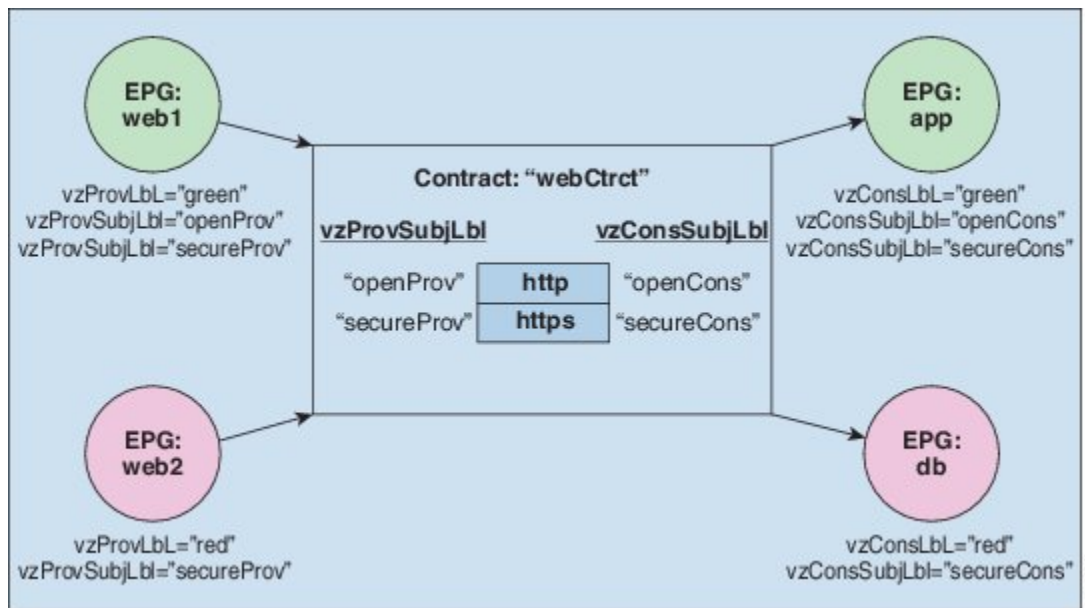 EPG:
web1
vzProvLbL="green"
vzProvSubjLbl="openProv"
vzProvSubjLbl="secureProv"
EPG:
app
vzConsLbL="green"
vzConsSubjLbl="openCons"
vzConsSubjLbl="secureCons"
Contract: “webCtrct”
vzProvSubjLbl vzConsSubjLbl
“openProv” http “openCons”
“secureProv” https “secureCons”
EPG:
web2
vzProvLbL="red"
vzProvSubjLbl="secureProv"
EPG:
db
vzConsLbL="red"
vzConsSubjLbl="secureCons"